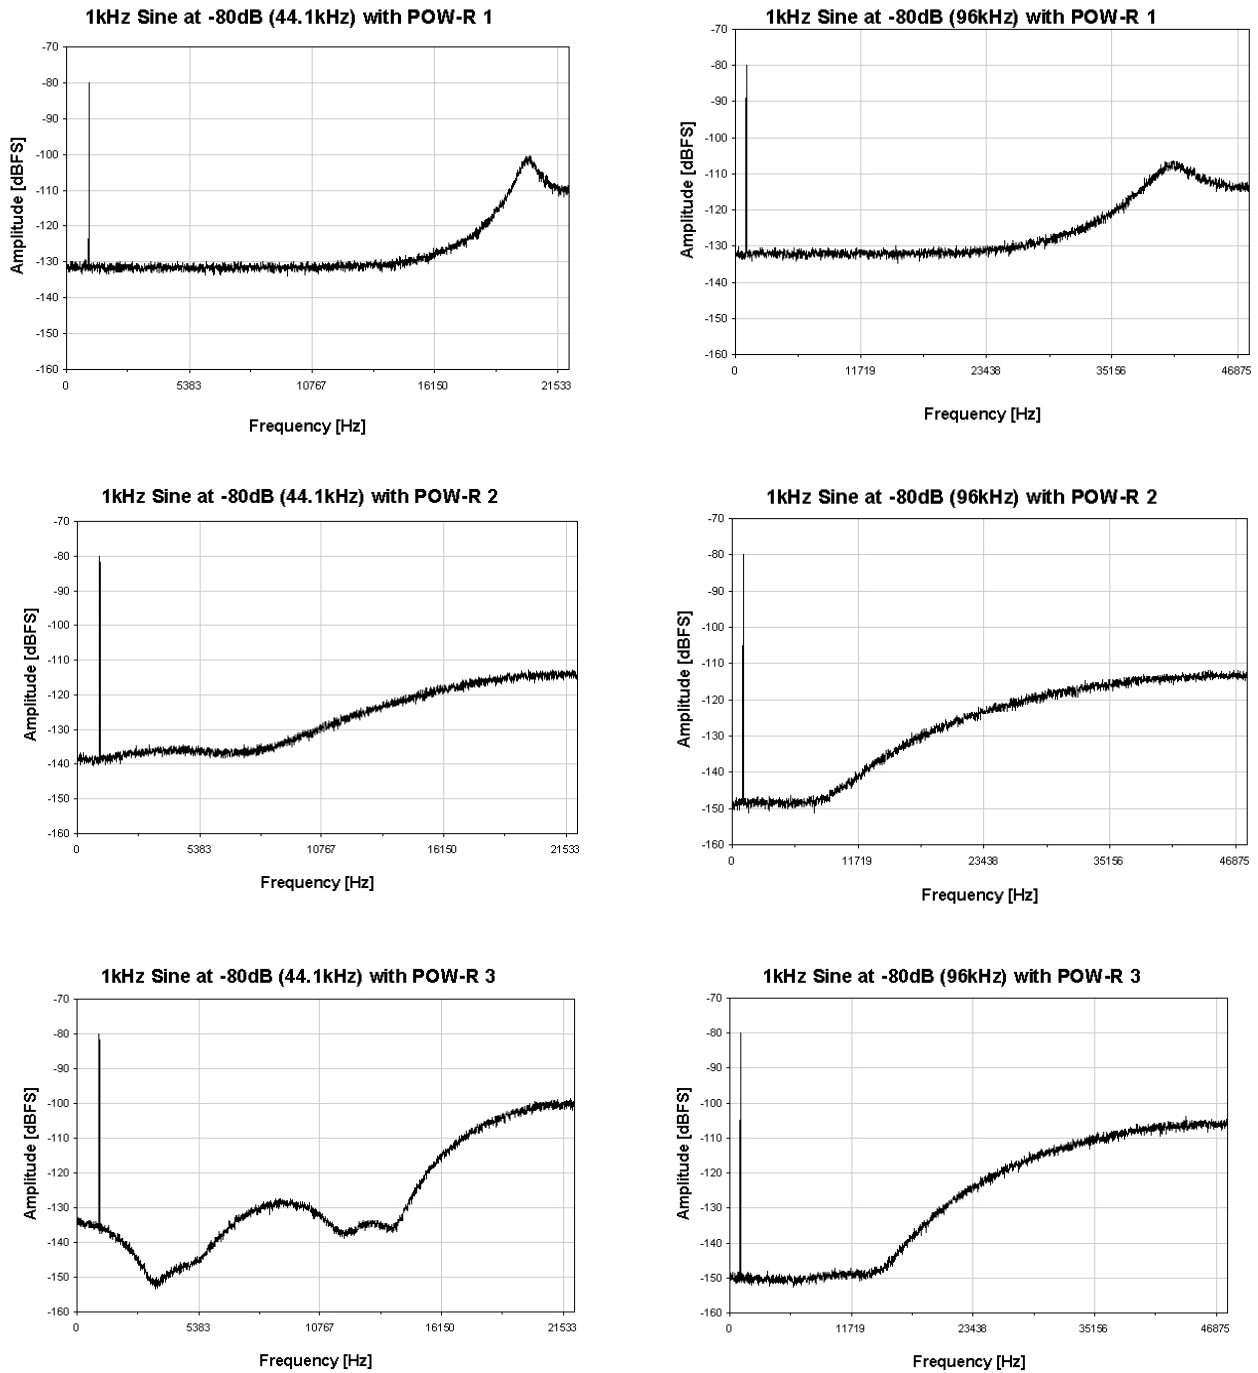 1kHz Sine at -80dB (44.1kHz) with POW-R 1
-70
-80
-90
-100
-110
-120
-130
-140
-150
-160
Amplitude [dBFS]
0 5383 10767 16150 21533
Frequency [Hz]
1kHz Sine at -80dB (96kHz) with POW-R 1
-70
-80
-90
-100
-110
-120
-130
-140
-150
-160
Amplitude [dBFS]
0 11719 23438 35156 46875
Frequency [Hz]
1kHz Sine at -80dB (44.1kHz) with POW-R 2
-70
-80
-90
-100
-110
-120
-130
-140
-150
-160
Amplitude [dBFS]
0 5383 10767 16150 21533
Frequency [Hz]
1kHz Sine at -80dB (96kHz) with POW-R 2
-70
-80
-90
-100
-110
-120
-130
-140
-150
-160
Amplitude [dBFS]
0 11719 23438 35156 46875
Frequency [Hz]
1kHz Sine at -80dB (44.1kHz) with POW-R 3
-70
-80
-90
-100
-110
-120
-130
-140
-150
-160
Amplitude [dBFS]
0 5383 10767 16150 21533
Frequency [Hz]
1kHz Sine at -80dB (96kHz) with POW-R 3
-70
-80
-90
-100
-110
-120
-130
-140
-150
-160
Amplitude [dBFS]
0 11719 23438 35156 46875
Frequency [Hz]